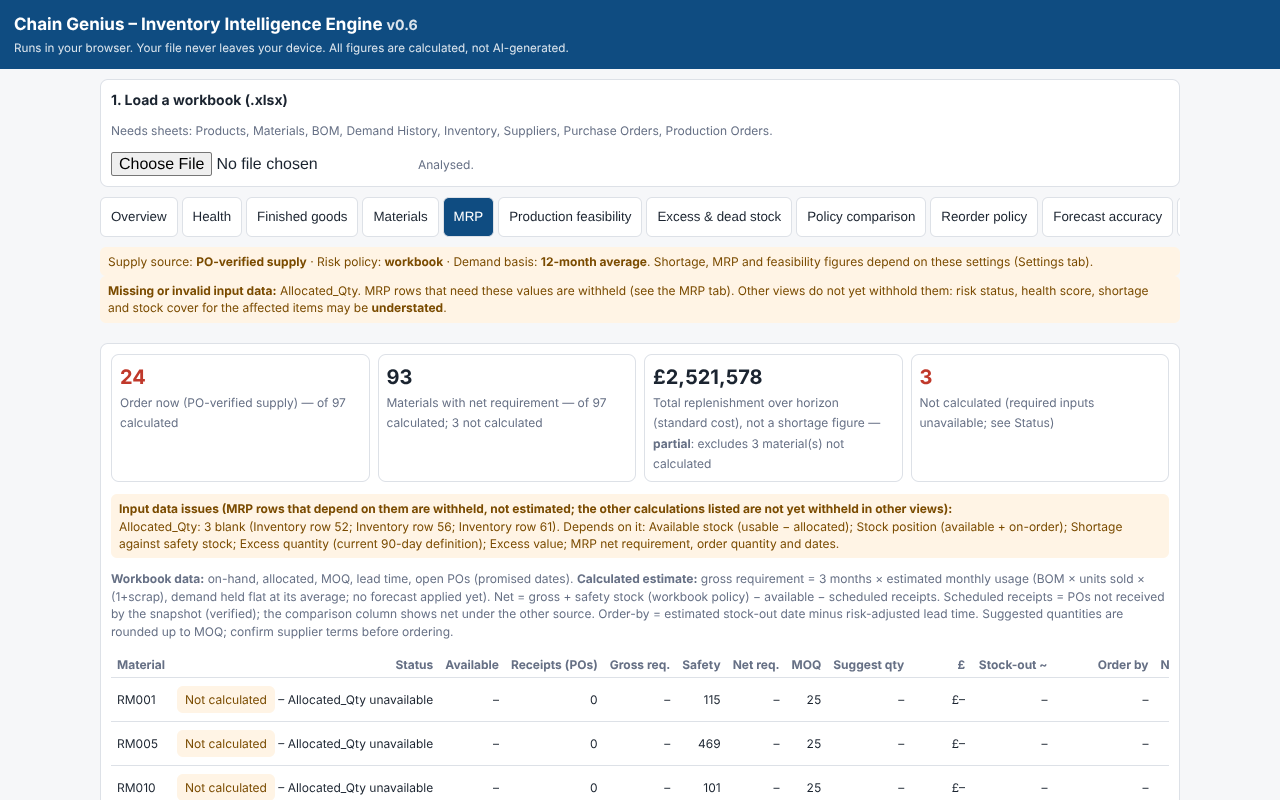 Chain Genius – Inventory Intelligence Engine v0.6
Runs in your browser. Your file never leaves your device. All figures are calculated, not AI-generated.
1. Load a workbook (.xlsx)
Needs sheets: Products, Materials, BOM, Demand History, Inventory, Suppliers, Purchase Orders, Production Orders.
Choose File No file chosen Analysed.
Overview Health Finished goods Materials MRP Production feasibility Excess & dead stock Policy comparison Reorder policy Forecast accuracy
Supply source: PO-verified supply · Risk policy: workbook · Demand basis: 12-month average. Shortage, MRP and feasibility figures depend on these settings (Settings tab).
Missing or invalid input data: Allocated_Qty. MRP rows that need these values are withheld (see the MRP tab). Other views do not yet withhold them: risk status, health score, shortage
and stock cover for the affected items may be understated.
24
Order now (PO-verified supply) — of 97
calculated
93
Materials with net requirement — of 97
calculated; 3 not calculated
£2,521,578
Total replenishment over horizon
(standard cost), not a shortage figure —
partial: excludes 3 material(s) not
calculated
3
Not calculated (required inputs
unavailable; see Status)
Input data issues (MRP rows that depend on them are withheld, not estimated; the other calculations listed are not yet withheld in other views):
Allocated_Qty: 3 blank (Inventory row 52; Inventory row 56; Inventory row 61). Depends on it: Available stock (usable − allocated); Stock position (available + on-order); Shortage
against safety stock; Excess quantity (current 90-day definition); Excess value; MRP net requirement, order quantity and dates.
Workbook data: on-hand, allocated, MOQ, lead time, open POs (promised dates). Calculated estimate: gross requirement = 3 months × estimated monthly usage (BOM × units sold ×
(1+scrap), demand held flat at its average; no forecast applied yet). Net = gross + safety stock (workbook policy) − available − scheduled receipts. Scheduled receipts = POs not received
by the snapshot (verified); the comparison column shows net under the other source. Order-by = estimated stock-out date minus risk-adjusted lead time. Suggested quantities are
rounded up to MOQ; confirm supplier terms before ordering.
Material Status Available Receipts (POs) Gross req. Safety Net req. MOQ Suggest qty £ Stock-out ~ Order by N
RM001 Not calculated – Allocated_Qty unavailable – 0 – 115 – 25 – £– – –
RM005 Not calculated – Allocated_Qty unavailable – 0 – 469 – 25 – £– – –
RM010 Not calculated – Allocated_Qty unavailable – 0 – 101 – 25 – £– – –